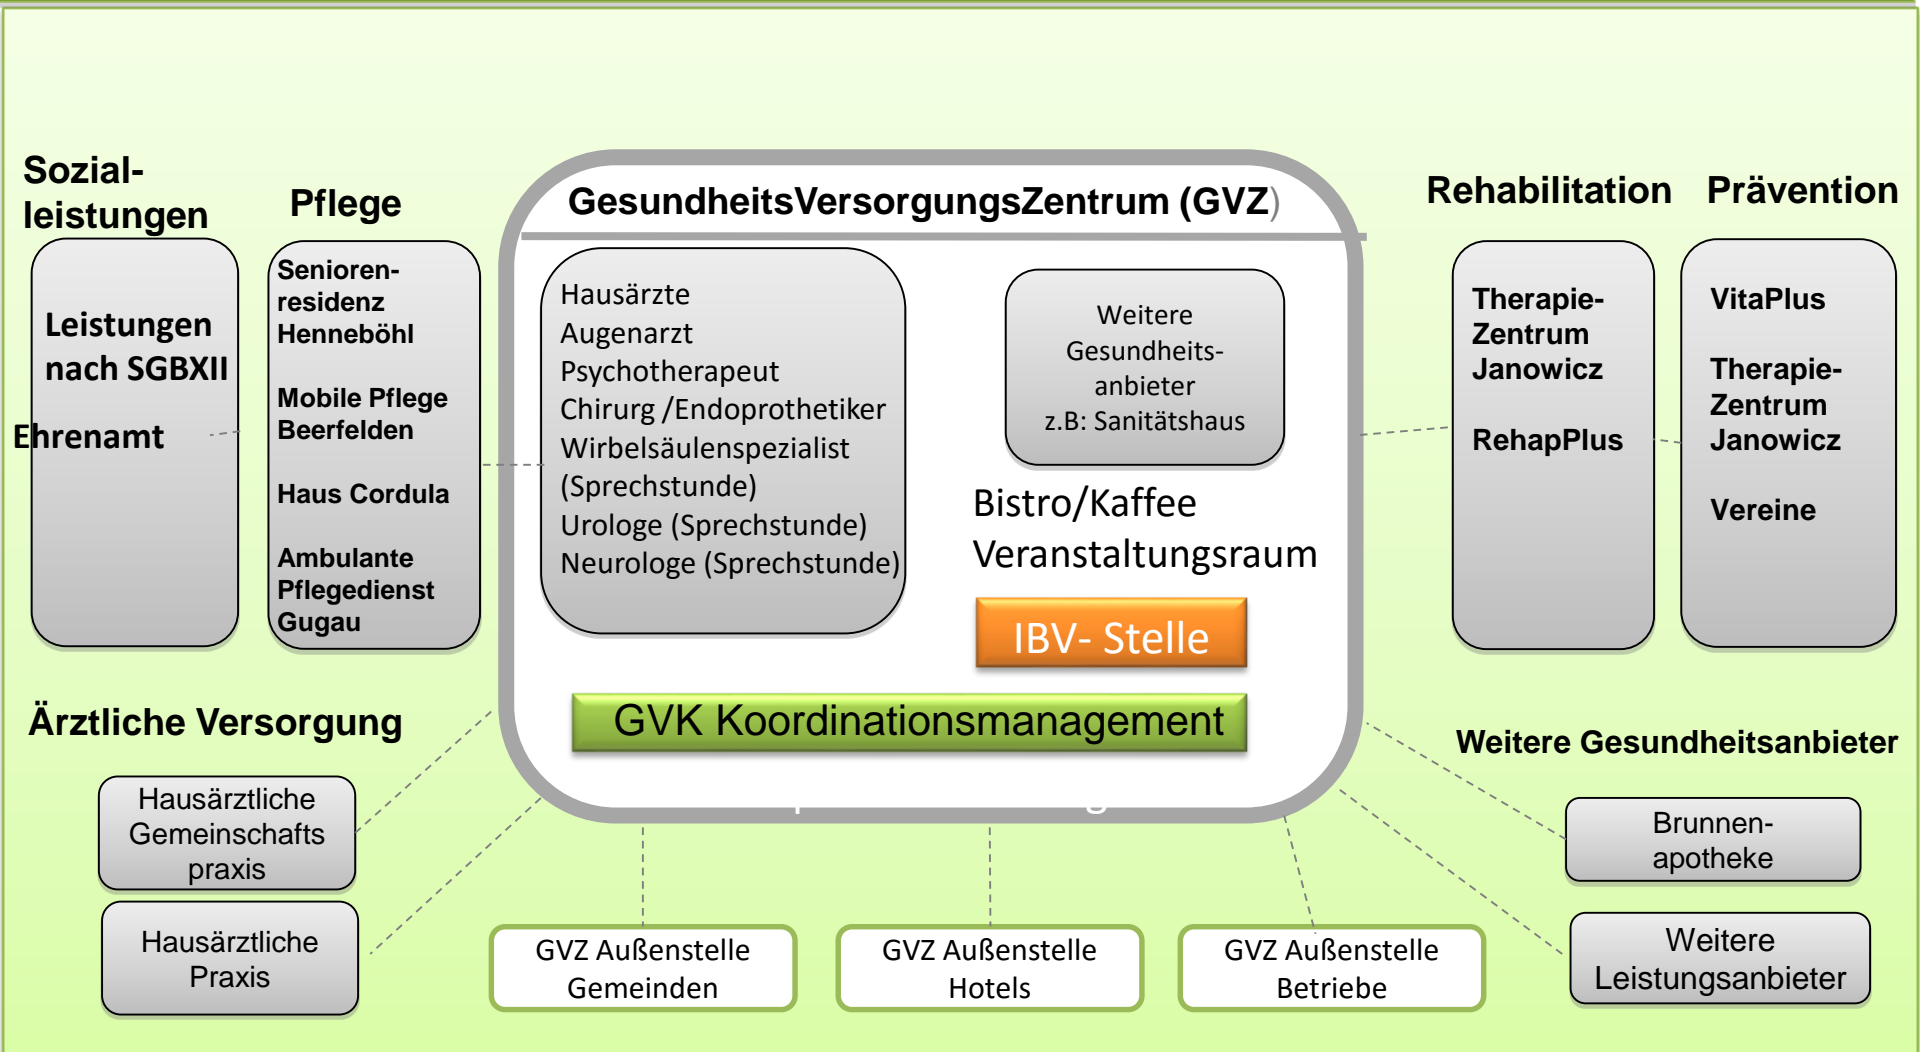 Sozial-
leistungen
Leistungen
nach SGBXII
Ehrenamt
Pflege
Senioren-
residenz
Henneböhl
Mobile Pflege
Beerfelden
Haus Cordula
Ambulante
Pflegedienst
Gugau
GesundheitsVersorgungsZentrum (GVZ)
Hausärzte
Augenarzt
Psychotherapeut
Chirurg /Endoprothetiker
Wirbelsäulenspezialist
(Sprechstunde)
Urologe (Sprechstunde)
Neurologe (Sprechstunde)
Weitere
Gesundheits-
anbieter
z.B: Sanitätshaus
Bistro/Kaffee
Veranstaltungsraum
IBV- Stelle
GVK Koordinationsmanagement
Rehabilitation
Therapie-
Zentrum
Janowicz
RehapPlus
Prävention
VitaPlus
Therapie-
Zentrum
Janowicz
Vereine
Ärztliche Versorgung
Hausärztliche
Gemeinschafts
praxis
Hausärztliche
Praxis
GVZ Außenstelle
Gemeinden
GVZ Außenstelle
Hotels
GVZ Außenstelle
Betriebe
Weitere Gesundheitsanbieter
Brunnen-
apotheke
Weitere
Leistungsanbieter